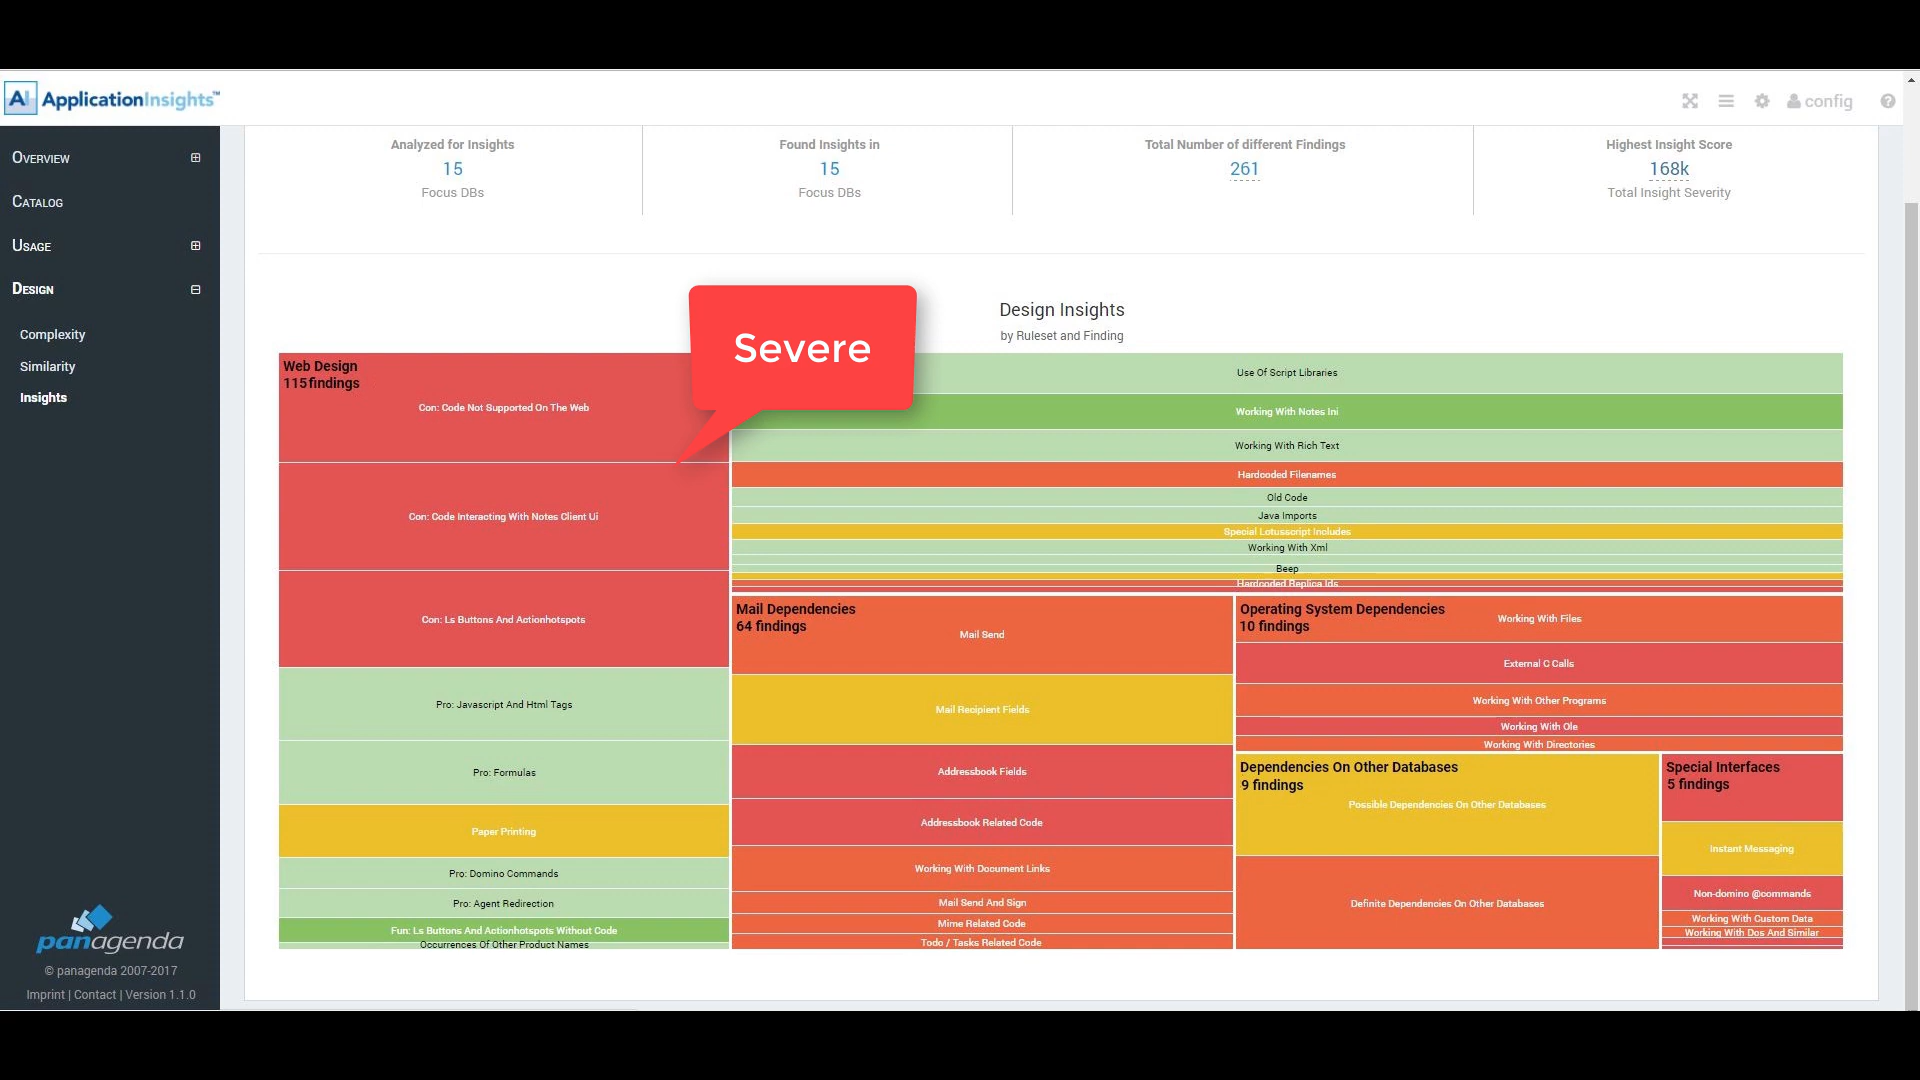 AI ApplicationInsights™
config
OVERVIEW
CATALOG
USAGE
DESIGN
Complexity
Similarity
Insights
panagenda
© panagenda 2007-2017
Imprint | Contact | Version 1.1.0
Analyzed for Insights
15
Focus DBs
Found Insights in
15
Focus DBs
Total Number of different Findings
261
Highest Insight Score
168k
Total Insight Severity
Design Insights
by Ruleset and Finding
Severe
Web Design
115 findings
Con: Code Not Supported On The Web
Con: Code Interacting With Notes Client Ui
Con: Ls Buttons And Actionhotspots
Pro: Javascript And Html Tags
Pro: Formulas
Paper Printing
Pro: Domino Commands
Pro: Agent Redirection
Fun: Ls Buttons And Actionhotspots Without Code
Occurrences Of Other Product Names
Use Of Script Libraries
Working With Notes Ini
Working With Rich Text
Hardcoded Filenames
Old Code
Java Imports
Special Lotusscript Includes
Working With Xml
Beep
Hardcoded Replica Ids
Mail Dependencies
64 findings
Mail Send
Mail Recipient Fields
Addressbook Fields
Addressbook Related Code
Working With Document Links
Mail Send And Sign
Mime Related Code
Todo / Tasks Related Code
Operating System Dependencies
10 findings
Working With Files
External C Calls
Working With Other Programs
Working With Ole
Working With Directories
Dependencies On Other Databases
9 findings
Possible Dependencies On Other Databases
Definite Dependencies On Other Databases
Special Interfaces
5 findings
Instant Messaging
Non-domino @commands
Working With Custom Data
Working With Dos And Similar